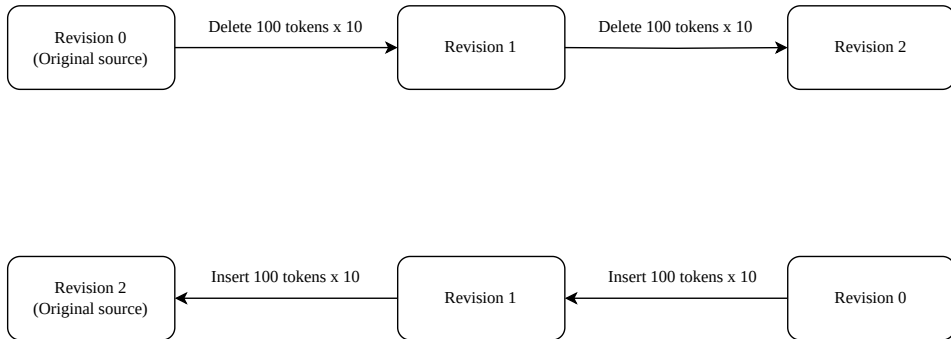 Revision 0
(Original source)
Delete 100 tokens x 10
Revision 1
Delete 100 tokens x 10
Revision 2
Revision 2
(Original source)
Insert 100 tokens x 10
Revision 1
Insert 100 tokens x 10
Revision 0